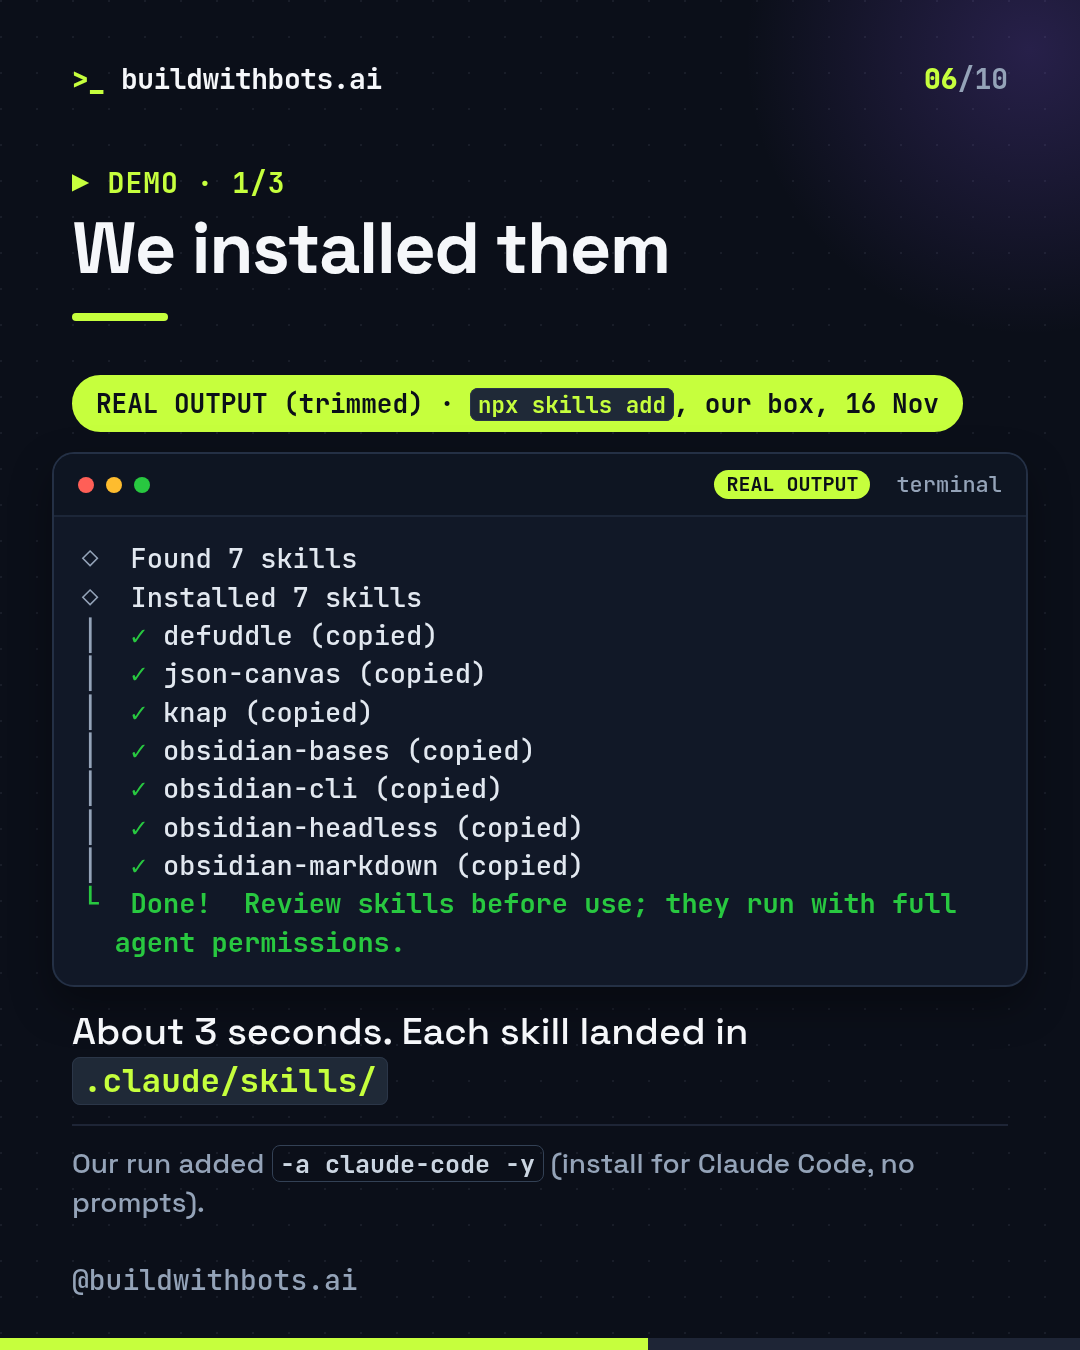 >_ buildwithbots.ai
06/10
▶ DEMO · 1/3
We installed them
REAL OUTPUT (trimmed) · npx skills add, our box, 16 Nov
REAL OUTPUT terminal
◇ Found 7 skills
◇ Installed 7 skills
│ ✓ defuddle (copied)
│ ✓ json-canvas (copied)
│ ✓ knap (copied)
│ ✓ obsidian-bases (copied)
│ ✓ obsidian-cli (copied)
│ ✓ obsidian-headless (copied)
│ ✓ obsidian-markdown (copied)
└ Done!  Review skills before use; they run with full
agent permissions.
About 3 seconds. Each skill landed in
.claude/skills/
Our run added -a claude-code -y (install for Claude Code, no
prompts).
@buildwithbots.ai